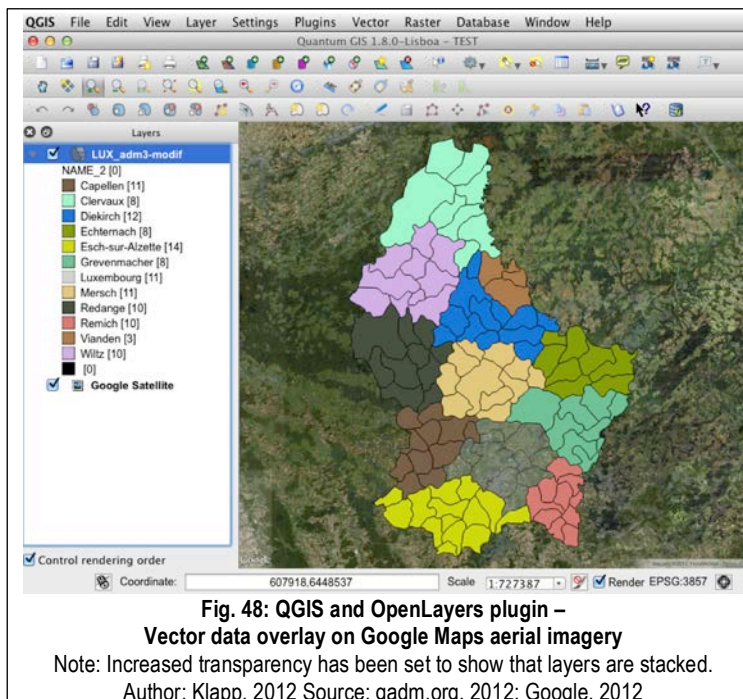 QGIS File Edit View Layer Settings Plugins Vector Raster Database Window Help
Quantum GIS 1.8.0-Lisboa - TEST
Layers
LUX_adm3-modif
NAME_2 [0]
Capellen [11]
Clervaux [8]
Diekirch [12]
Echternach [8]
Esch-sur-Alzette [14]
Grevenmacher [8]
Luxembourg [11]
Mersch [11]
Redange [10]
Remich [10]
Vianden [3]
Wiltz [10]
[0]
Google Satellite
Control rendering order
Coordinate: 607918,6448537 Scale 1:727387 Render EPSG:3857
Fig. 48: QGIS and OpenLayers plugin –
Vector data overlay on Google Maps aerial imagery
Note: Increased transparency has been set to show that layers are stacked.
Author: Klapp, 2012 Source: gadm.org, 2012; Google, 2012